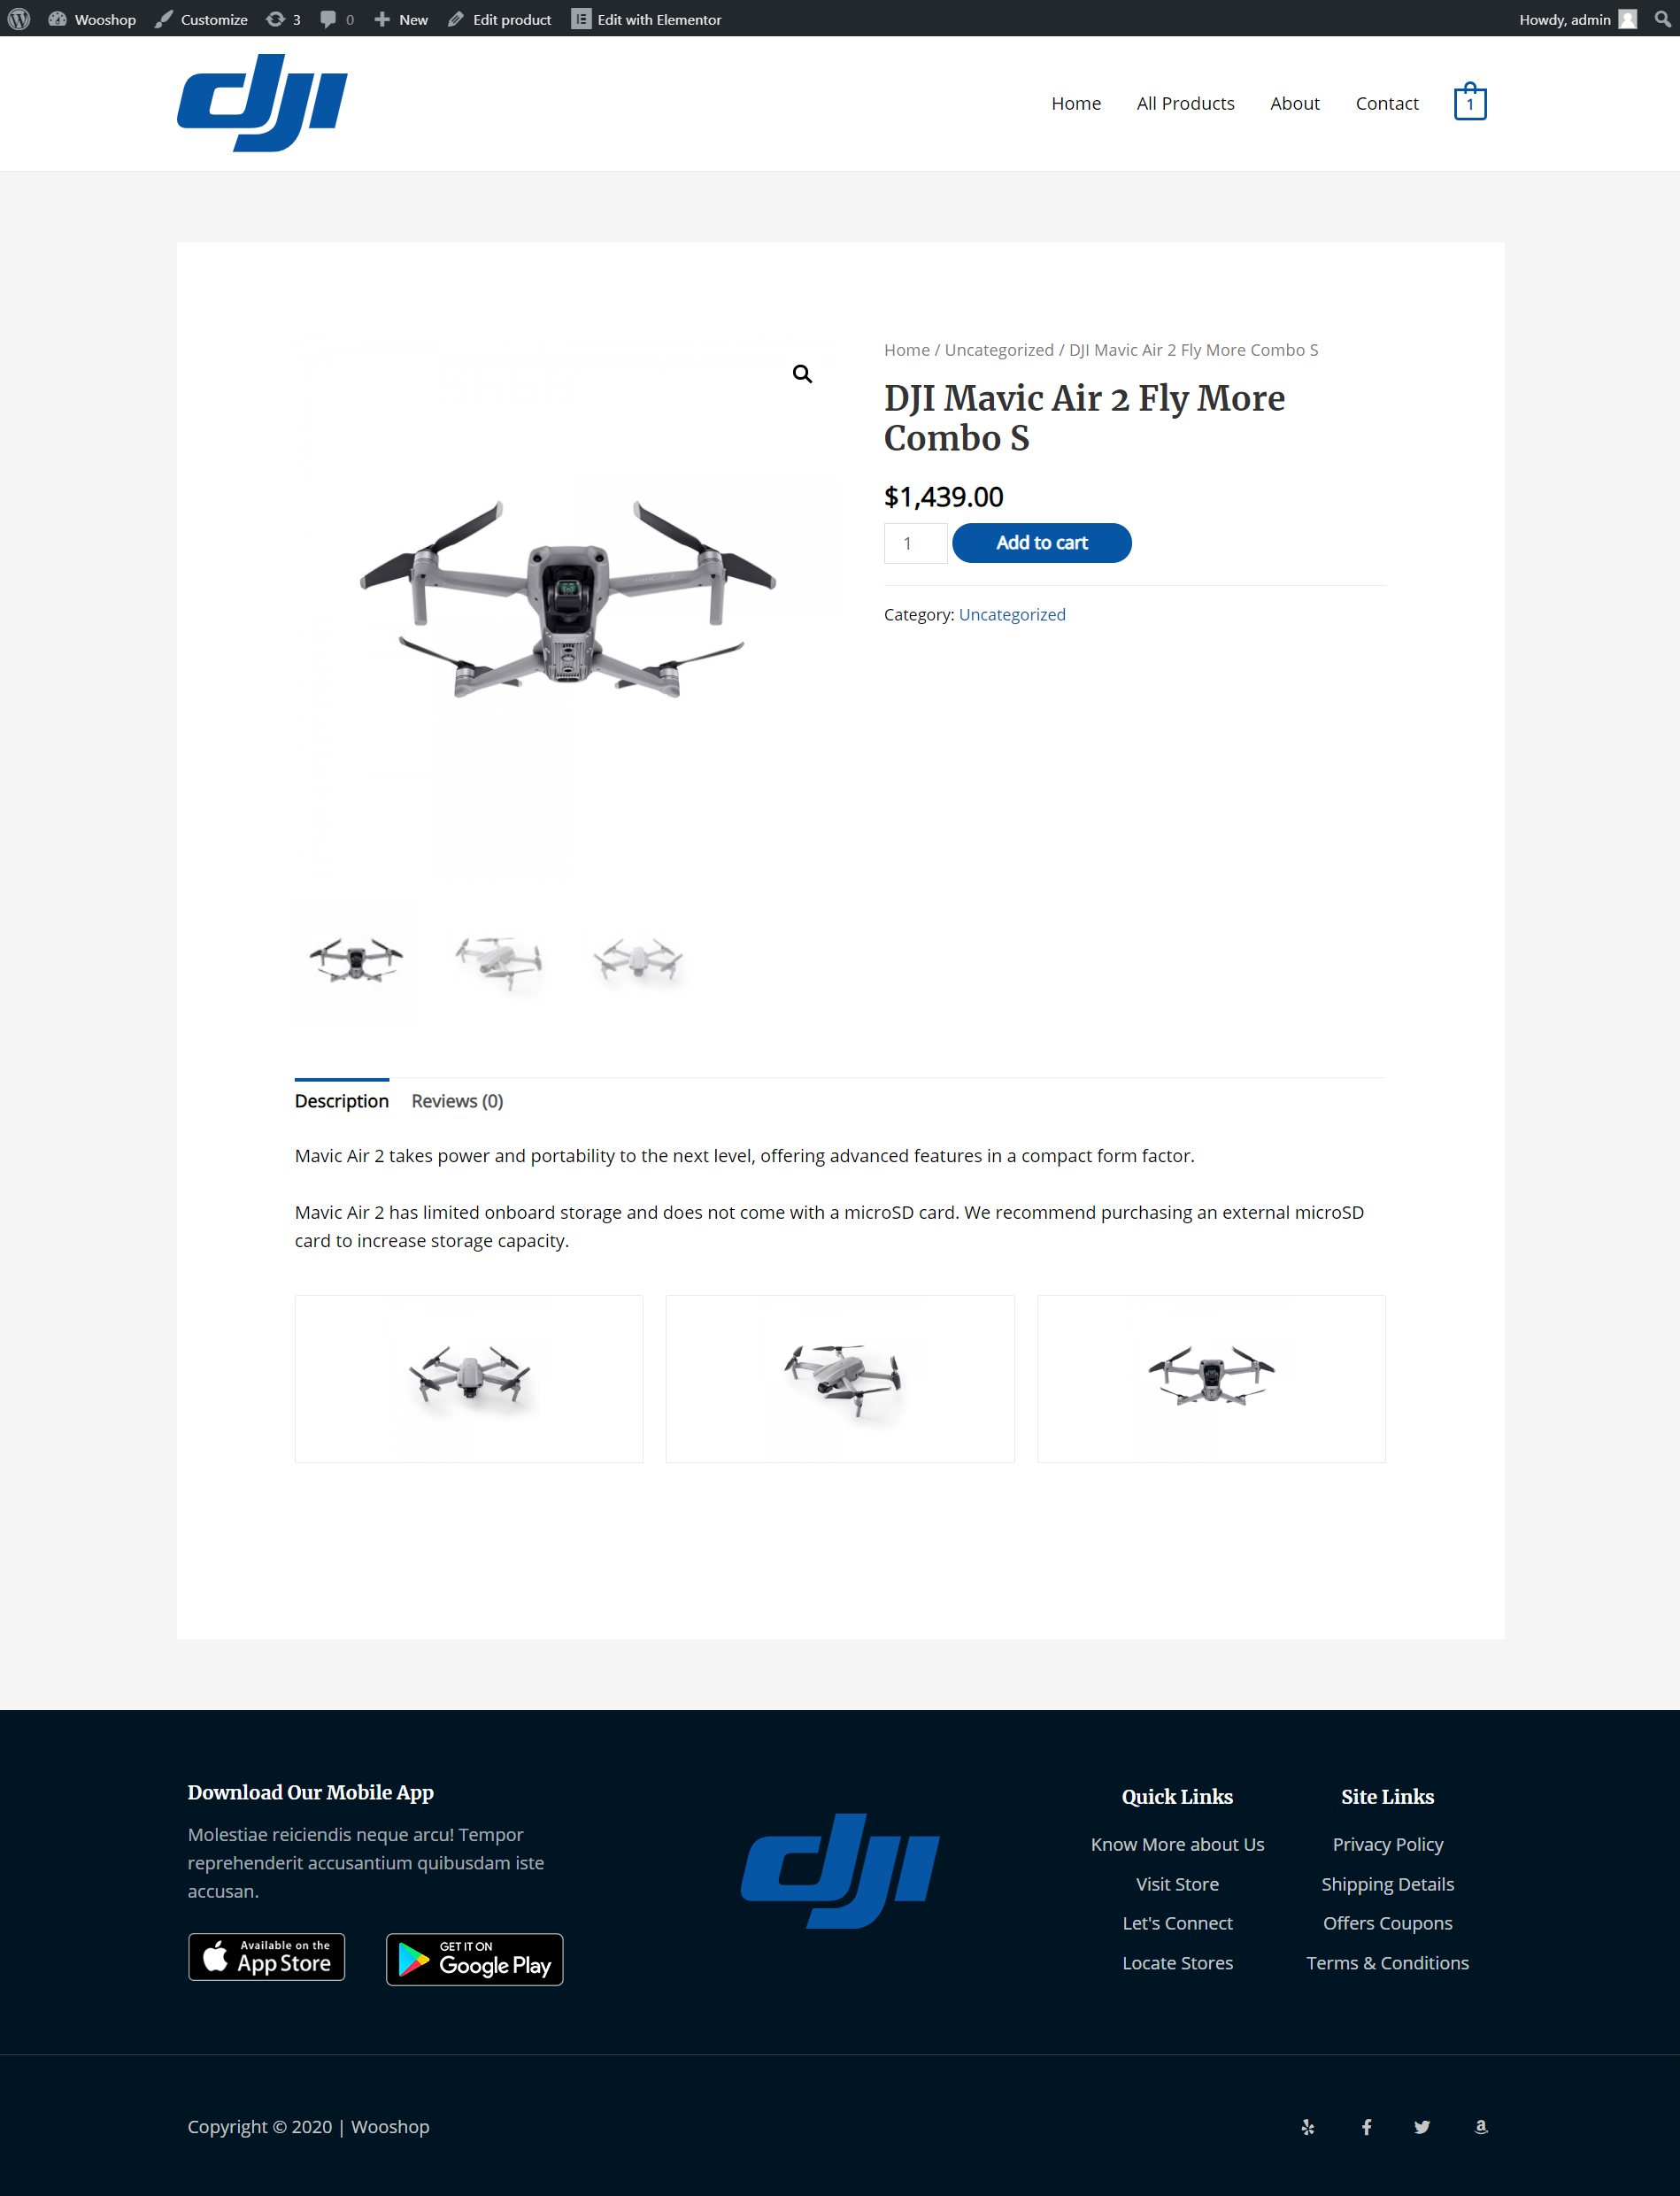 Wooshop Customize 3 0 New Edit product Edit with Elementor Howdy, admin
dji
Home All Products About Contact 1
Home / Uncategorized / DJI Mavic Air 2 Fly More Combo S
DJI Mavic Air 2 Fly More
Combo S
$1,439.00
1 Add to cart
Category: Uncategorized
Description Reviews (0)
Mavic Air 2 takes power and portability to the next level, offering advanced features in a compact form factor.
Mavic Air 2 has limited onboard storage and does not come with a microSD card. We recommend purchasing an external microSD
card to increase storage capacity.
Download Our Mobile App
Molestiae reiciendis neque arcu! Tempor
reprehenderit accusantium quibusdam iste
accusan.
Available on the
App Store
GET IT ON
Google Play
dji
Quick Links
Know More about Us
Visit Store
Let's Connect
Locate Stores
Site Links
Privacy Policy
Shipping Details
Offers Coupons
Terms & Conditions
Copyright © 2020 | Wooshop